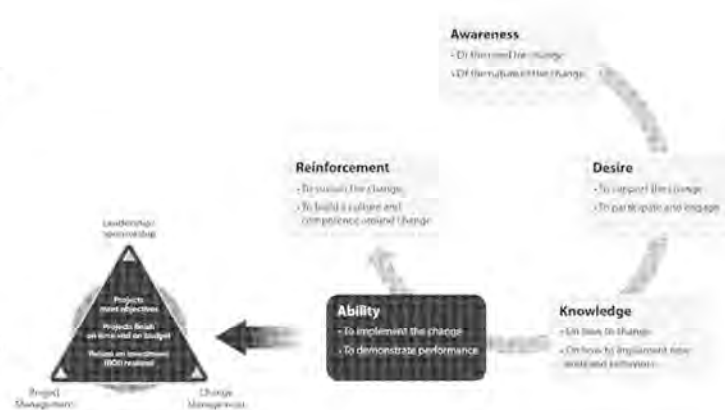 Awareness
• Of the need for change
• Of the nature of the change
Reinforcement
• To sustain the change
• To build a culture and
competence around change
Desire
• To support the change
• To participate and engage
Leadership/
Sponsorship
Projects
meet objectives
Projects finish
on time and on budget
Return on investment
(ROI) realized
Project
Management
Change
Management
Ability
• To implement the change
• To demonstrate performance
Knowledge
• On how to change
• On how to implement new
and behaviors